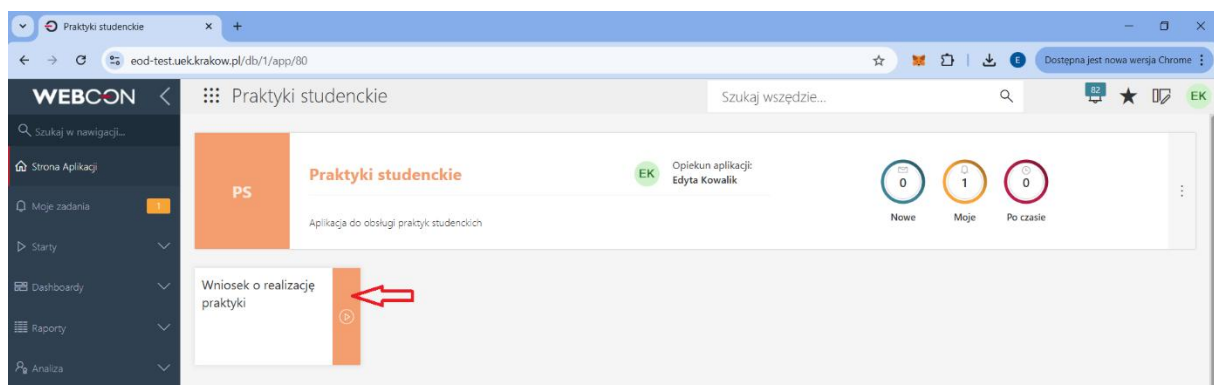 Praktyki studenckie
eod-test.uek.krakow.pl/db/1/app/80
E
Dostępna jest nowa wersja Chrome
WEBCON
Praktyki studenckie
Szukaj wszędzie...
82
EK
Szukaj w nawigacji...
Strona Aplikacji
Moje zadania
1
Starty
Dashboardy
Raporty
Analiza
PS
Praktyki studenckie
Aplikacja do obsługi praktyk studenckich
EK
Opiekun aplikacji:
Edyta Kowalik
0
1
0
Nowe
Moje
Po czasie
Wniosek o realizację
praktyki